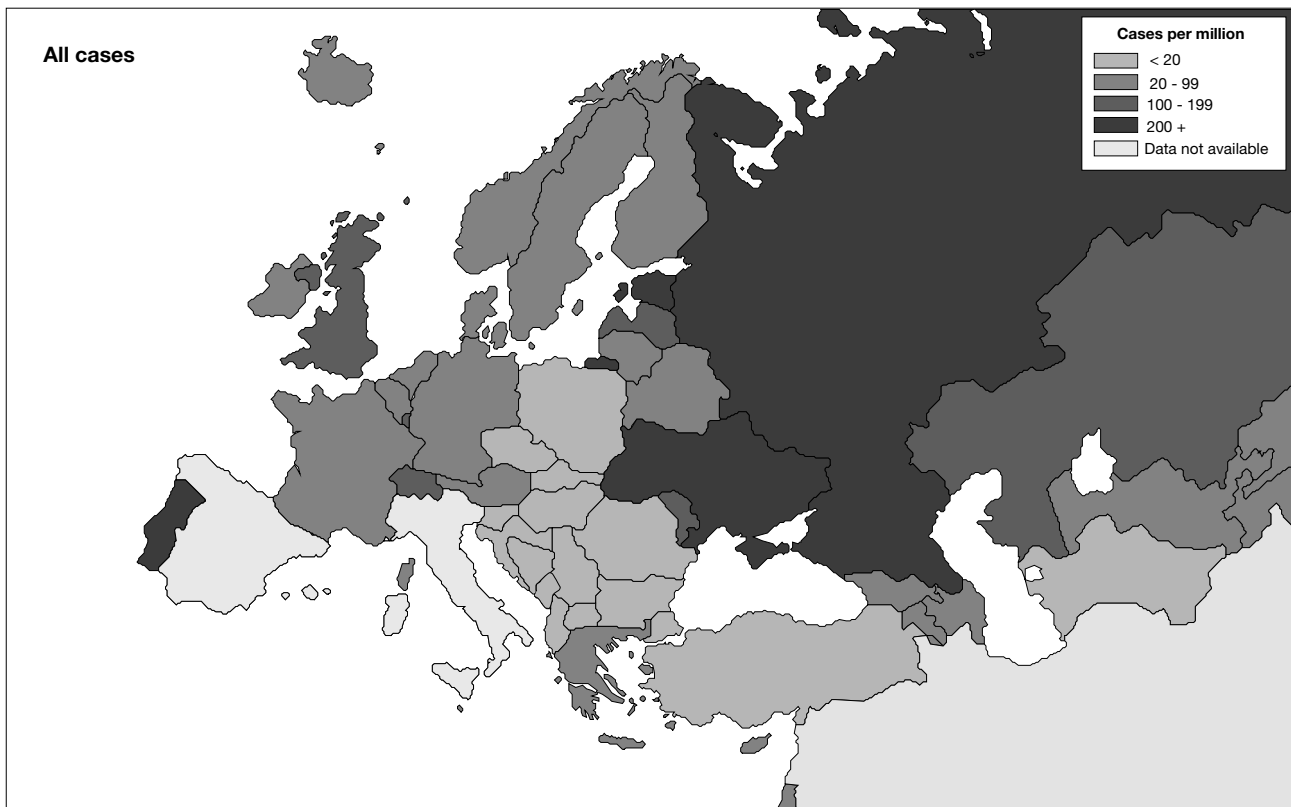 All cases
Cases per million
< 20
20 - 99
100 - 199
200 +
Data not available